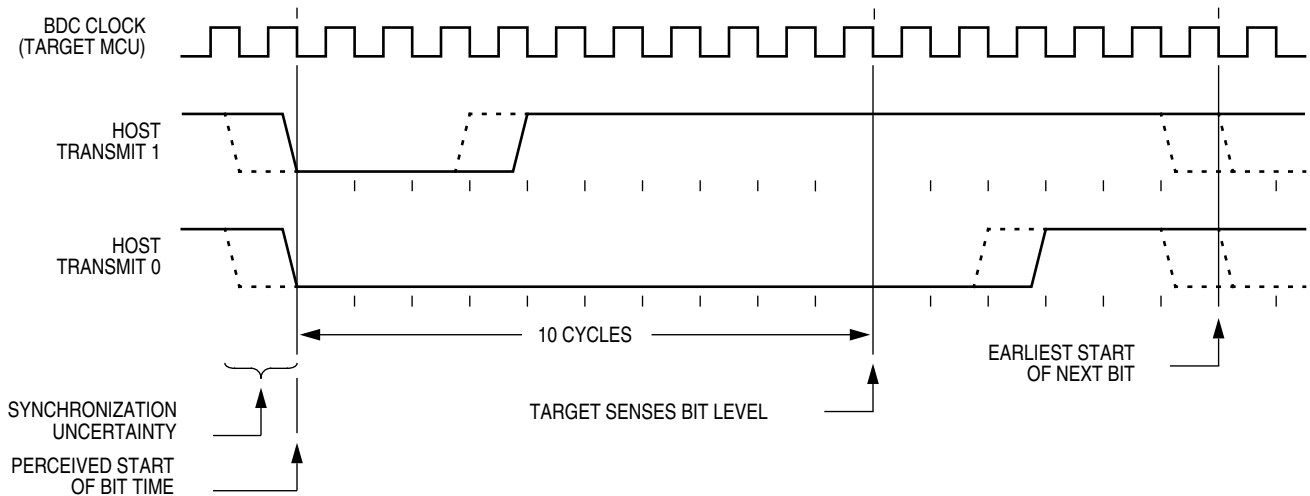 BDC CLOCK
(TARGET MCU)
HOST
TRANSMIT 1
HOST
TRANSMIT 0
10 CYCLES
EARLIEST START
OF NEXT BIT
SYNCHRONIZATION
UNCERTAINTY
TARGET SENSES BIT LEVEL
PERCEIVED START
OF BIT TIME